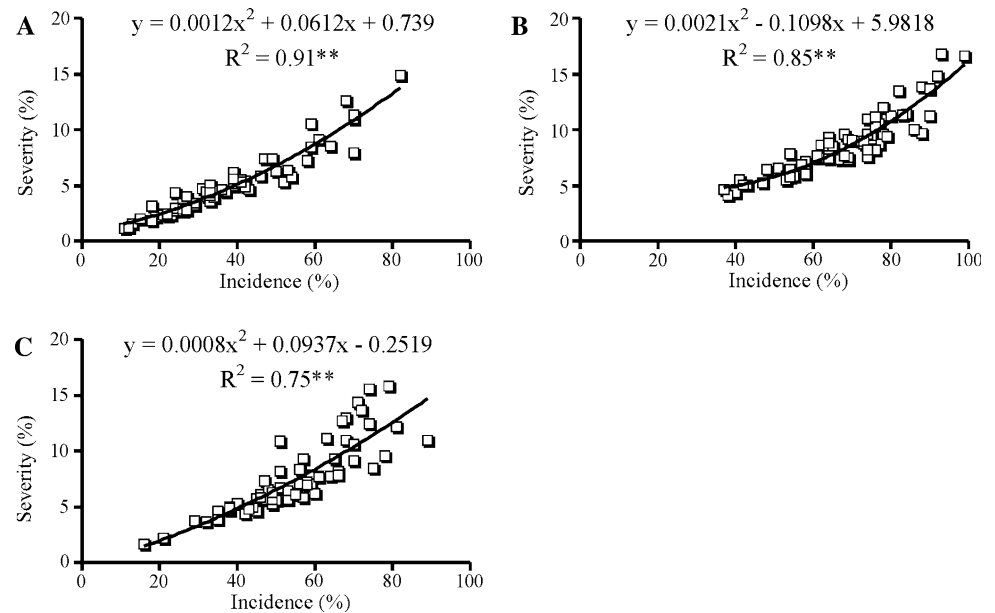 A
y = 0.0012x² + 0.0612x + 0.739
R² = 0.91**
20
15
10
5
0
Severity (%)
0 20 40 60 80 100
Incidence (%)
B
y = 0.0021x² - 0.1098x + 5.9818
R² = 0.85**
20
15
10
5
0
Severity (%)
0 20 40 60 80 100
Incidence (%)
C
y = 0.0008x² + 0.0937x - 0.2519
R² = 0.75**
20
15
10
5
0
Severity (%)
0 20 40 60 80 100
Incidence (%)